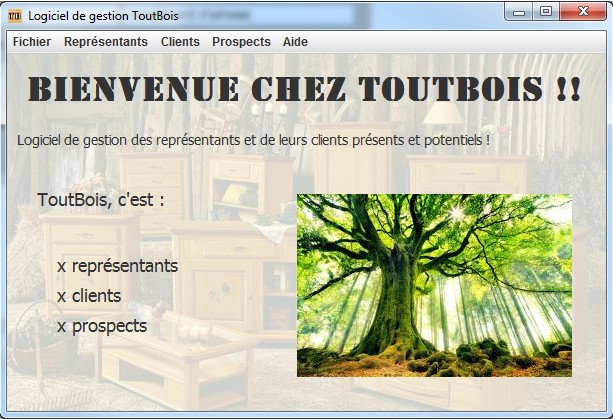 Logiciel de gestion ToutBois
Fichier Représentants Clients Prospects Aide
BIENVENUE CHEZ TOUTBOIS !!
Logiciel de gestion des représentants et de leurs clients présents et potentiels !
ToutBois, c'est :
x représentants
x clients
x prospects